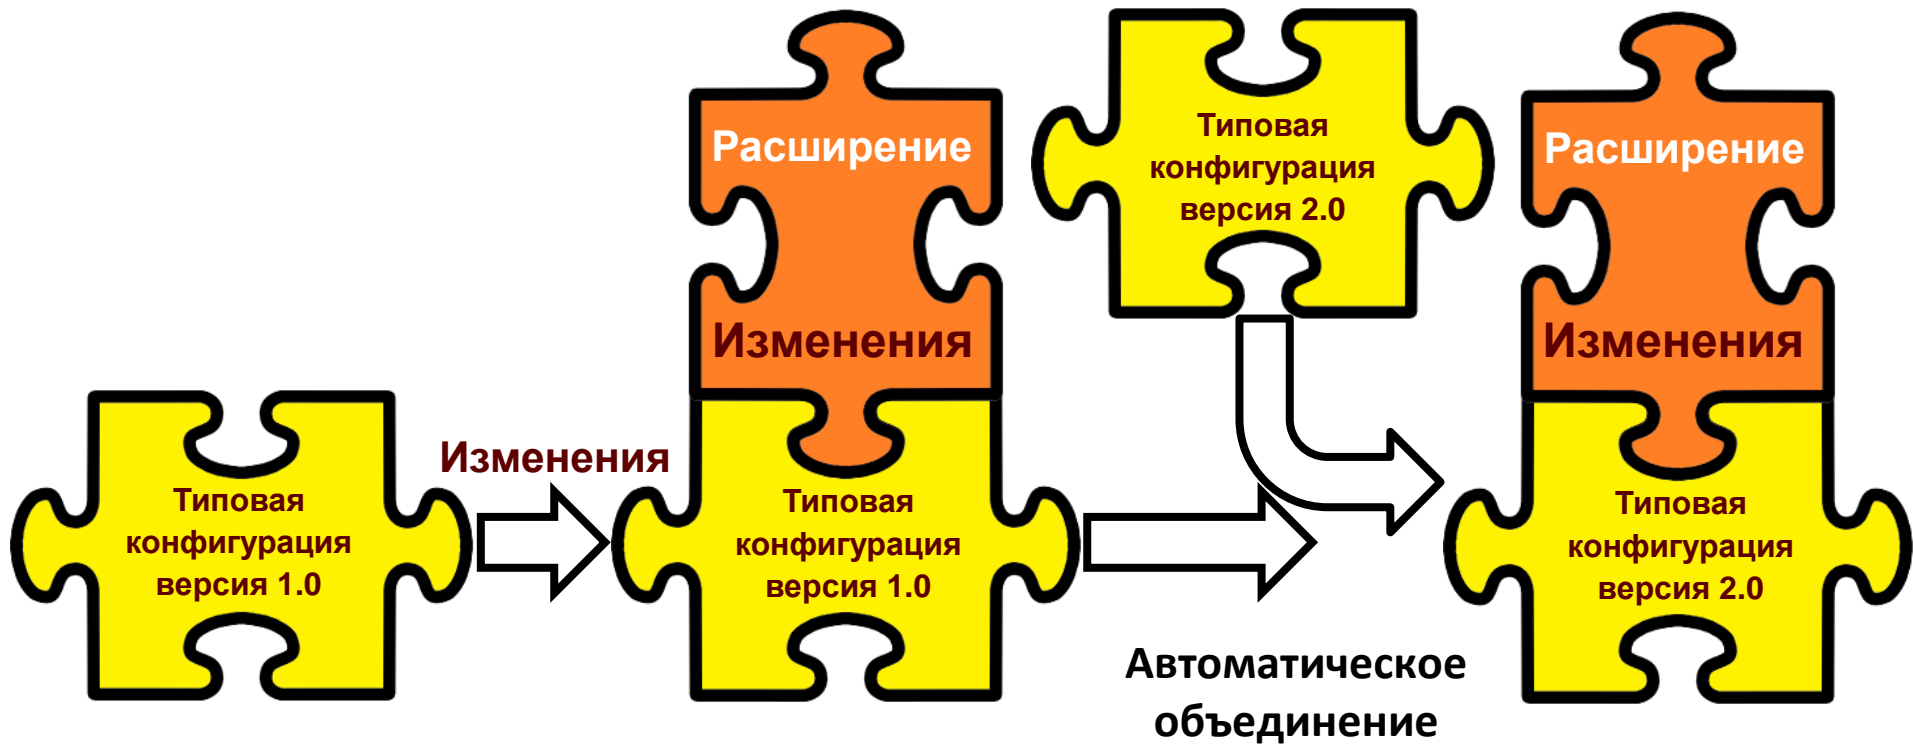 Типовая
конфигурация
версия 1.0
Изменения
Расширение
Изменения
Типовая
конфигурация
версия 1.0
Типовая
конфигурация
версия 2.0
Автоматическое
объединение
Расширение
Изменения
Типовая
конфигурация
версия 2.0